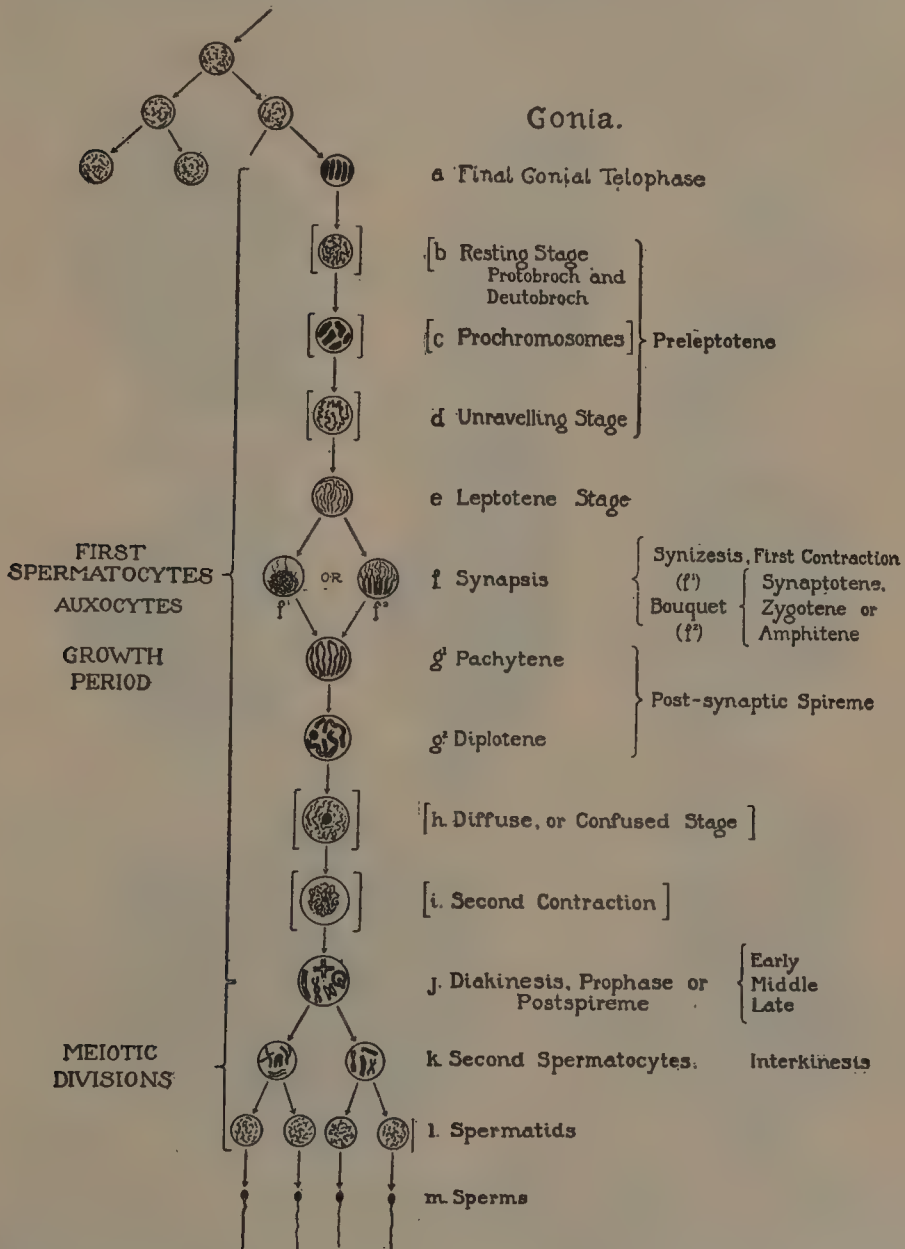 Gonia.
a Final Gonial Telophase
[b Resting Stage
Protobroch and
Deutobroch
[c Prochromosomes]
Preleptotene
d Unravelling Stage
e Leptotene Stage
FIRST
SPERMATOCYTES
AUXOCYTES
GROWTH
PERIOD
OR
f¹
f²
f Synapsis
Synizesis, First Contraction
(f¹)
Bouquet
(f²)
Synaptotene,
Zygotene or
Amphitene
g¹ Pachytene
g² Diplotene
Post-synaptic Spireme
[h. Diffuse, or Confused Stage]
[i. Second Contraction]
j. Diakinesis, Prophase or
Postspireme
Early
Middle
Late
MEIOTIC
DIVISIONS
k. Second Spermatocytes.
Interkinesis
l. Spermatids
m. Sperms